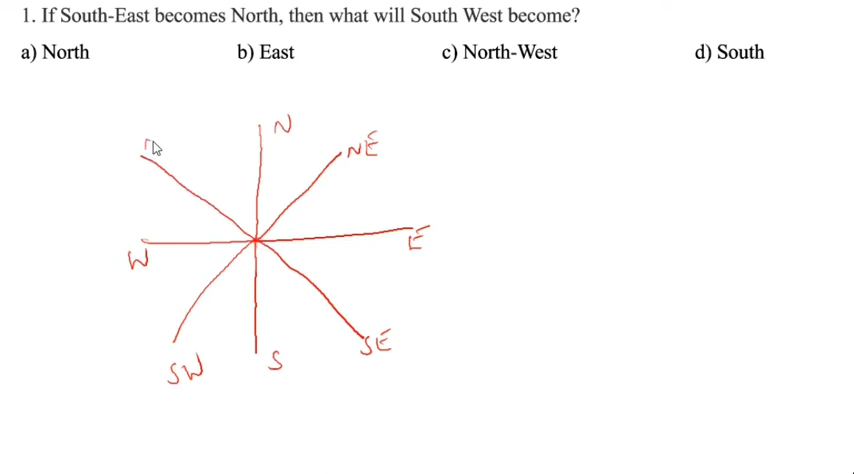 1. If South-East becomes North, then what will South West become?
a) North b) East c) North-West d) South
N
NE
W E
SW S SE